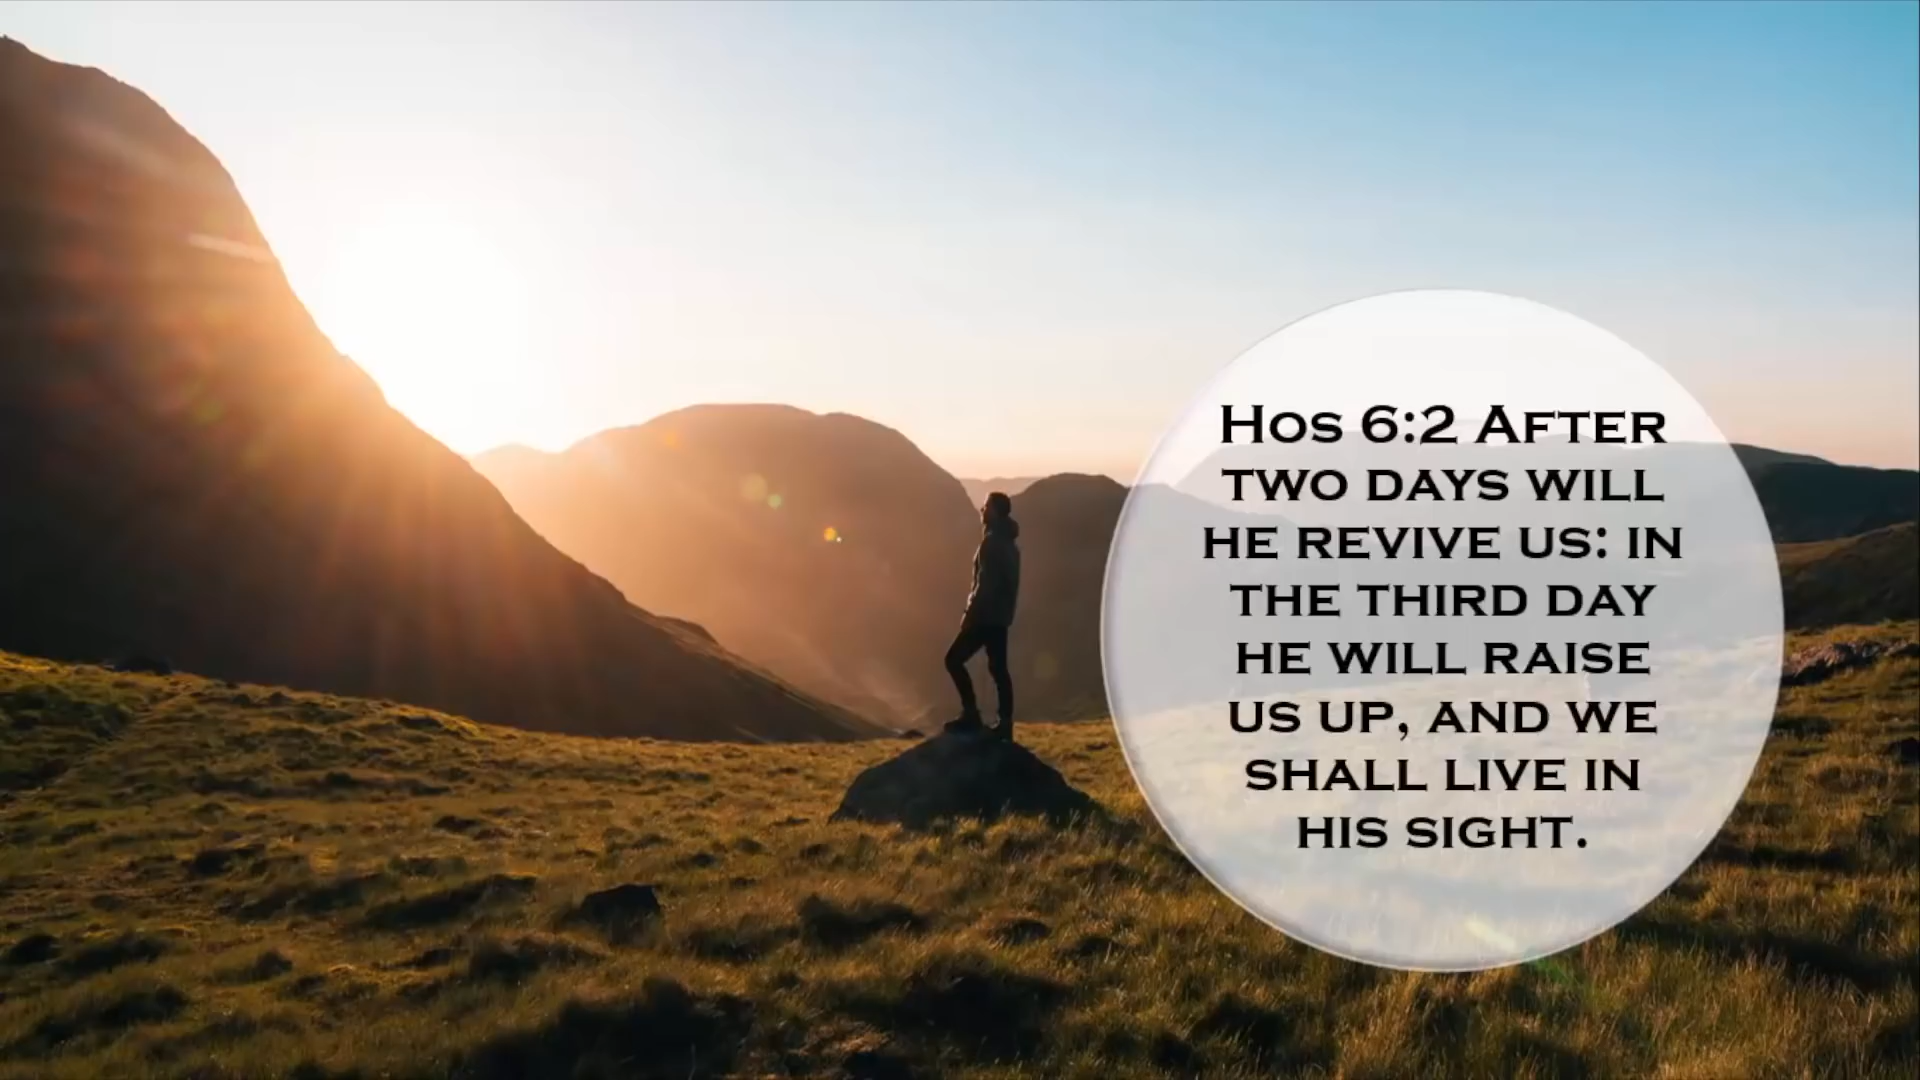 Hos 6:2 After
two days will
he revive us: in
the third day
he will raise
us up, and we
shall live in
his sight.